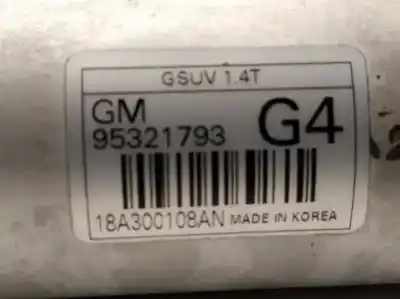 GSUV 1.4T
GM
95321793 G4
18A300108AN MADE IN KOREA